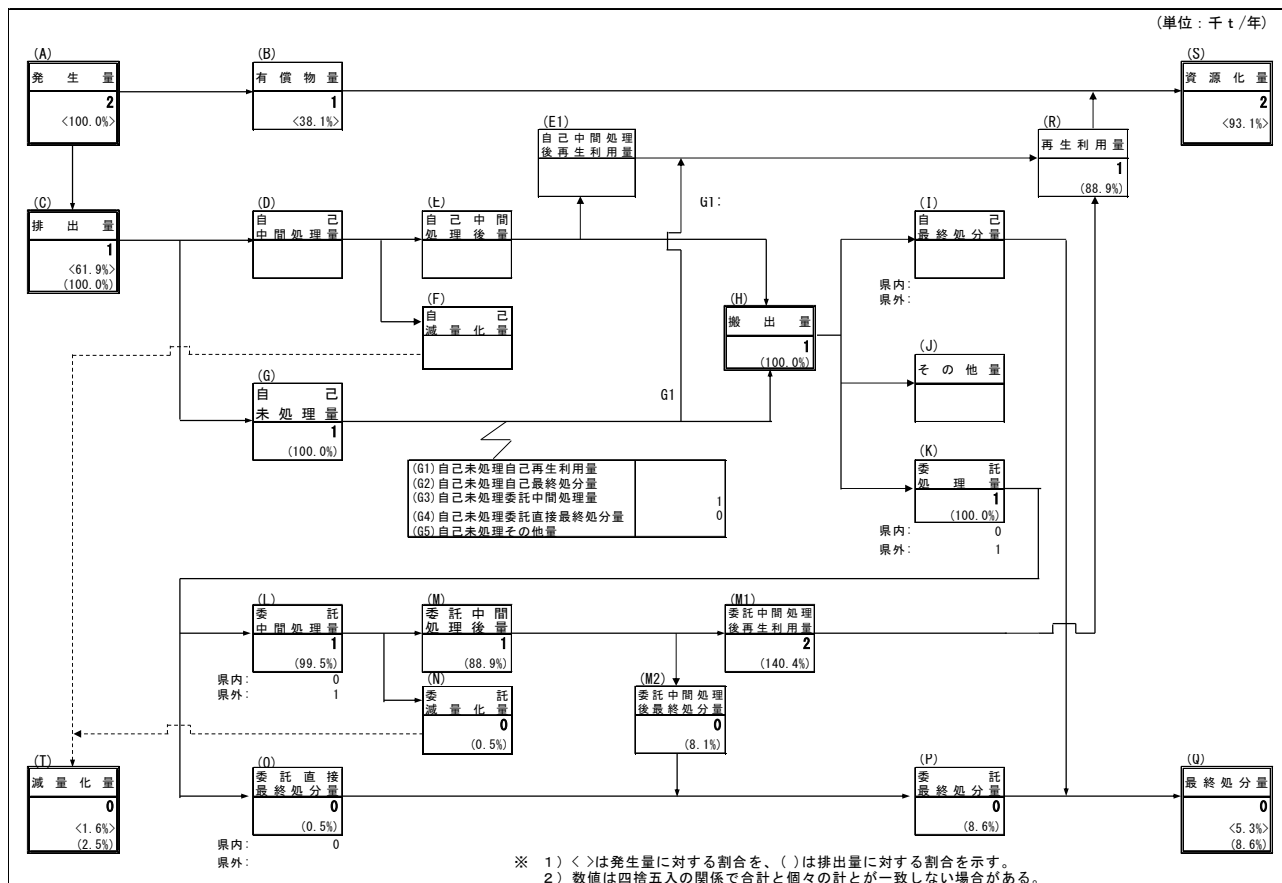 (単位：千ｔ/年)
(A)
発生量
2
<100.0%>
(B)
有償物量
1
<38.1%>
(S)
資源化量
2
<93.1%>
(E1)
自己中間処理
後再生利用量
(R)
再生利用量
1
(88.9%)
(C)
排出量
1
<61.9%>
(100.0%)
(D)
自己
中間処理量
(E)
自己中間
処理後量
G1：
(I)
自己
最終処分量
県内：
県外：
(F)
自己
減量化量
(H)
搬出量
1
(100.0%)
(J)
その他量
(G)
自己
未処理量
1
(100.0%)
G1
(G1)自己未処理自己再生利用量
(G2)自己未処理自己最終処分量
(G3)自己未処理委託中間処理量 1
(G4)自己未処理委託直接最終処分量 0
(G5)自己未処理その他量
(K)
委託
処理量
1
(100.0%)
県内： 0
県外： 1
(L)
委託
中間処理量
1
(99.5%)
県内： 0
県外： 1
(M)
委託中間
処理後量
1
(88.9%)
(M1)
委託中間処理
後再生利用量
2
(140.4%)
(N)
委託
減量化量
0
(0.5%)
(M2)
委託中間処理
後最終処分量
0
(8.1%)
(T)
減量化量
0
<1.6%>
(2.5%)
(O)
委託直接
最終処分量
0
(0.5%)
県内： 0
県外：
(P)
委託
最終処分量
0
(8.6%)
(Q)
最終処分量
0
<5.3%>
(8.6%)
※ 1）< >は発生量に対する割合を、( )は排出量に対する割合を示す。
2）数値は四捨五入の関係で合計と個々の計とが一致しない場合がある。